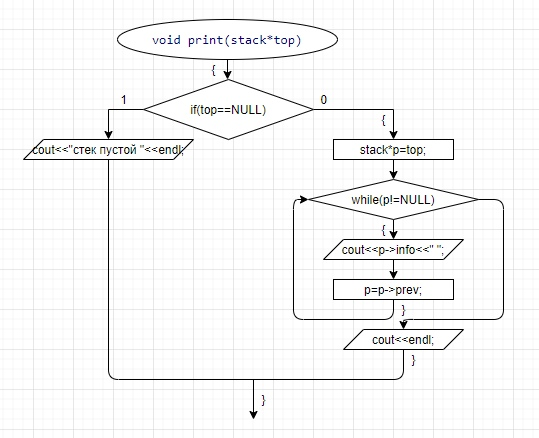 void print(stack*top)
{
if(top==NULL)
1
0
{
cout<<"стек пустой "<<endl;
stack*p=top;
while(p!=NULL)
{
cout<<p->info<<" ";
p=p->prev;
}
cout<<endl;
}
}